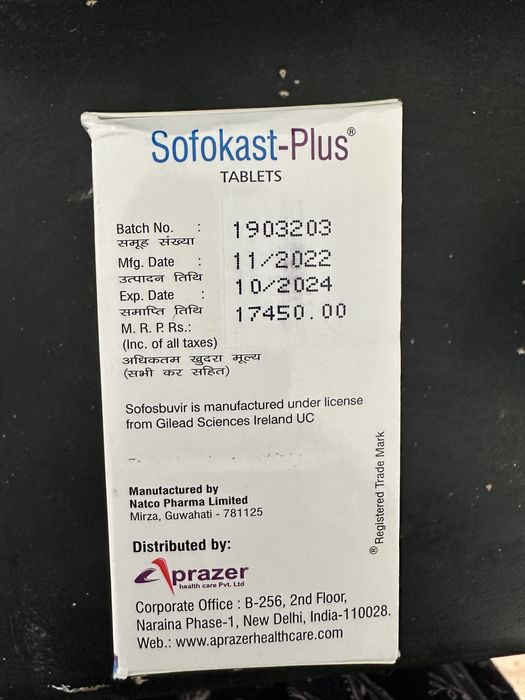 Sofokast-Plus®
TABLETS
Batch No. : 1903203
समूह संख्या
Mfg. Date : 11/2022
उत्पादन तिथि
Exp. Date : 10/2024
समाप्ति तिथि
M. R. P. Rs.: 17450.00
(Inc. of all taxes)
अधिकतम खुदरा मूल्य
(सभी कर सहित)
Sofosbuvir is manufactured under license
from Gilead Sciences Ireland UC
Manufactured by
Natco Pharma Limited
Mirza, Guwahati - 781125
® Registered Trade Mark
Distributed by:
Aprazer
health care Pvt. Ltd
Corporate Office : B-256, 2nd Floor,
Naraina Phase-1, New Delhi, India-110028.
Web.: www.aprazerhealthcare.com